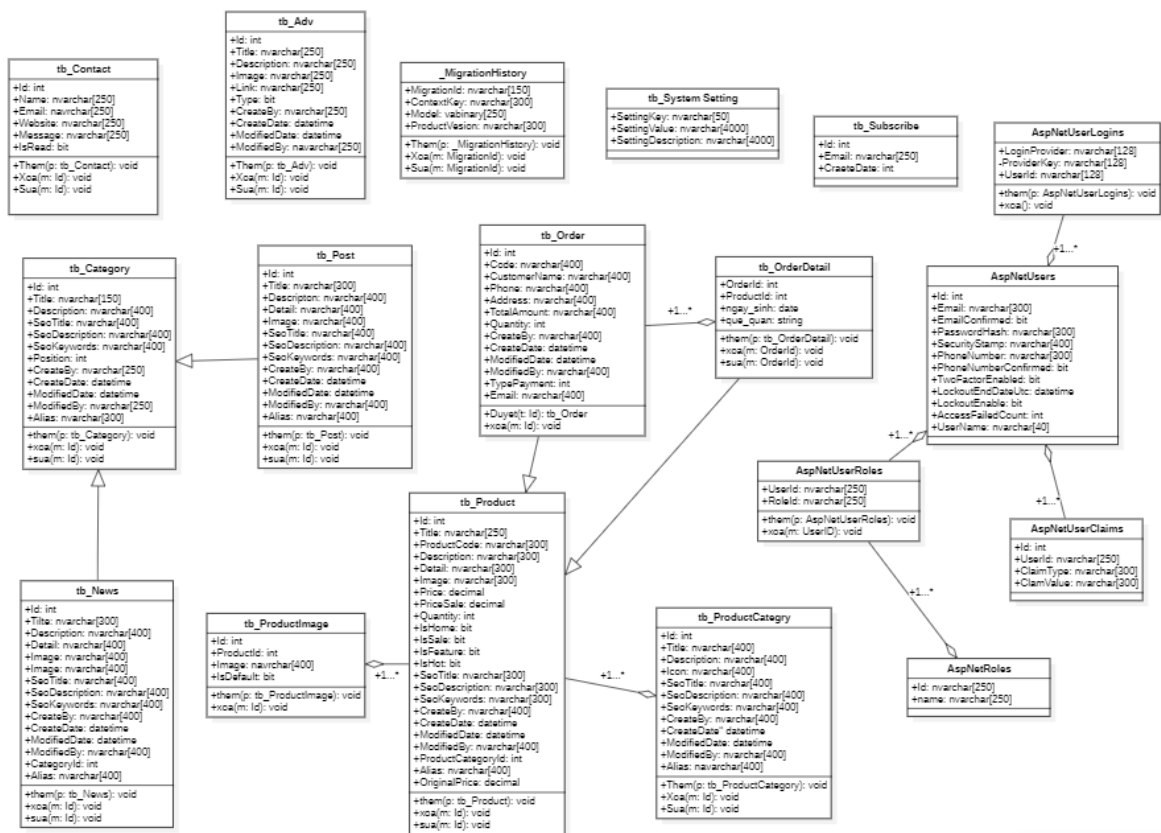 tb_Contact
+Id: int
+Name: nvarchar[250]
+Email: navrchar[250]
+Website: nvarchar[250]
+Message: nvarchar[250]
+IsRead: bit
+Them(p: tb_Contact): void
+Xoa(m: Id): void
+Sua(m: Id): void
tb_Adv
+Id: int
+Title: nvarchar[250]
+Description: nvarchar[250]
+Image: nvarchar[250]
+Link: nvarchar[250]
+Type: bit
+CreateBy: nvarchar[250]
+CreateDate: datetime
+ModifiedDate: datetime
+ModifiedBy: navarchar[250]
+Them(p: tb_Adv): void
+Xoa(m: Id): void
+Sua(m: Id): void
_MigrationHistory
+MigrationId: nvarchar[150]
+ContextKey: nvarchar[300]
+Model: vabinary[250]
+ProductVesion: nvarchar[300]
+Them(p: _MigrationHistory): void
+Xoa(m: MigrationId): void
+Sua(m: MigrationId): void
tb_System Setting
+SettingKey: nvarchar[50]
+SettingValue: nvarchar[4000]
+SettingDescription: nvarchar[4000]
tb_Subscribe
+Id: int
+Email: nvarchar[250]
+CraeteDate: int
AspNetUserLogins
+LoginProvider: nvarchar[128]
-ProviderKey: nvarchar[128]
+UserId: nvarchar[128]
+them(p: AspNetUserLogins): void
+xoa(): void
+1...*
tb_Category
+Id: int
+Title: nvarchar[150]
+Description: nvarchar[400]
+SeoTitle: nvarchar[400]
+SeoDescription: nvarchar[400]
+SeoKeywords: nvarchar[400]
+Position: int
+CreateBy: nvarchar[250]
+CreateDate: datetime
+ModifiedDate: datetime
+ModifiedBy: nvarchar[250]
+Alias: nvarchar[300]
+them(p: tb_Category): void
+xoa(m: Id): void
+sua(m: Id): void
tb_Post
+Id: int
+Title: nvarchar[300]
+Descripton: nvarchar[400]
+Detail: nvarchar[400]
+Image: nvarchar[400]
+SeoTitle: nvarchar[400]
+SeoDescription: nvarchar[400]
+SeoKeywords: nvarchar[400]
+CreateBy: nvarchar[400]
+CreateDate: datetime
+ModifiedDate: datetime
+ModifiedBy: nvarchar[400]
+Alias: nvarchar[400]
+them(p: tb_Post): void
+xoa(m: Id): void
+sua(m: Id): void
tb_Order
+Id: int
+Code: nvarchar[400]
+CustomerName: nvarchar[400]
+Phone: nvarchar[400]
+Address: nvarchar[400]
+TotalAmount: nvarchar[400]
+Quantity: int
+CreateBy: nvarchar[400]
+CreateDate: datetime
+ModifiedDate: datetime
+ModifiedBy: nvarchar[400]
+TypePayment: int
+Email: nvarchar[400]
+Duyet(t: Id): tb_Order
+xoa(m: Id): void
+1...*
tb_OrderDetail
+OrderId: int
+ProductId: int
+ngay_sinh: date
+que_quan: string
+them(p: tb_OrderDetail): void
+xoa(m: OrderId): void
+sua(m: OrderId): void
AspNetUsers
+Id: int
+Email: nvarchar[300]
+EmailConfirmed: bit
+PasswordHash: nvarchar[300]
+SecurityStamp: nvarchar[400]
+PhoneNumber: nvarchar[300]
+PhoneNumberConfirmed: bit
+TwoFactorEnabled: bit
+LockoutEndDateUtc: datetime
+LockoutEnable: bit
+AccessFailedCount: int
+UserName: nvarchar[40]
+1...*
+1...*
AspNetUserRoles
+UserId: nvarchar[250]
+RoleId: nvarchar[250]
+them(p: AspNetUserRoles): void
+xoa(m: UserID): void
AspNetUserClaims
+Id: int
+UserId: nvarchar[250]
+ClaimType: nvarchar[300]
+ClamValue: nvarchar[300]
+1...*
AspNetRoles
+Id: nvarchar[250]
+name: nvarchar[250]
tb_News
+Id: int
+Tilte: nvarchar[300]
+Description: nvarchar[400]
+Detail: nvarchar[400]
+Image: nvarchar[400]
+Image: nvarchar[400]
+SeoTitle: nvarchar[400]
+SeoDescription: nvarchar[400]
+SeoKeywords: nvarchar[400]
+CreateBy: nvarchar[400]
+CreateDate: datetime
+ModifiedDate: datetime
+ModifiedBy: nvarchar[400]
+CategoryId: int
+Alias: nvarchar[400]
+them(p: tb_News): void
+xoa(m: Id): void
+sua(m: Id): void
tb_ProductImage
+Id: int
+ProductId: int
+Image: navrchar[400]
+IsDefault: bit
+them(p: tb_ProductImage): void
+xoa(m: Id): void
+1...*
tb_Product
+Id: int
+Title: nvarchar[250]
+ProductCode: nvarchar[300]
+Description: nvarchar[300]
+Detail: nvarchar[300]
+Image: nvarchar[300]
+Price: decimal
+PriceSale: decimal
+Quantity: int
+IsHome: bit
+IsSale: bit
+IsFeature: bit
+IsHot: bit
+SeoTitle: nvarchar[300]
+SeoDescription: nvarchar[300]
+SeoKeywords: nvarchar[300]
+CreateBy: nvarchar[400]
+CreateDate: datetime
+ModifiedDate: datetime
+ModifiedBy: nvarchar[400]
+ProductCategoryId: int
+Alias: nvarchar[400]
+OriginalPrice: decimal
+them(p: tb_Product): void
+xoa(m: Id): void
+sua(m: Id): void
+1...*
tb_ProductCategry
+Id: int
+Title: nvarchar[400]
+Description: nvarchar[400]
+Icon: nvarchar[400]
+SeoTitle: nvarchar[400]
+SeoDescription: nvarchar[400]
+SeoKeywords: nvarchar[400]
+CreateBy: nvarchar[400]
+CreateDate" datetime
+ModifiedDate: datetime
+ModifiedBy: nvarchar[400]
+Alias: navarchar[400]
+Them(p: tb_ProductCategory): void
+Xoa(m: Id): void
+Sua(m: Id): void